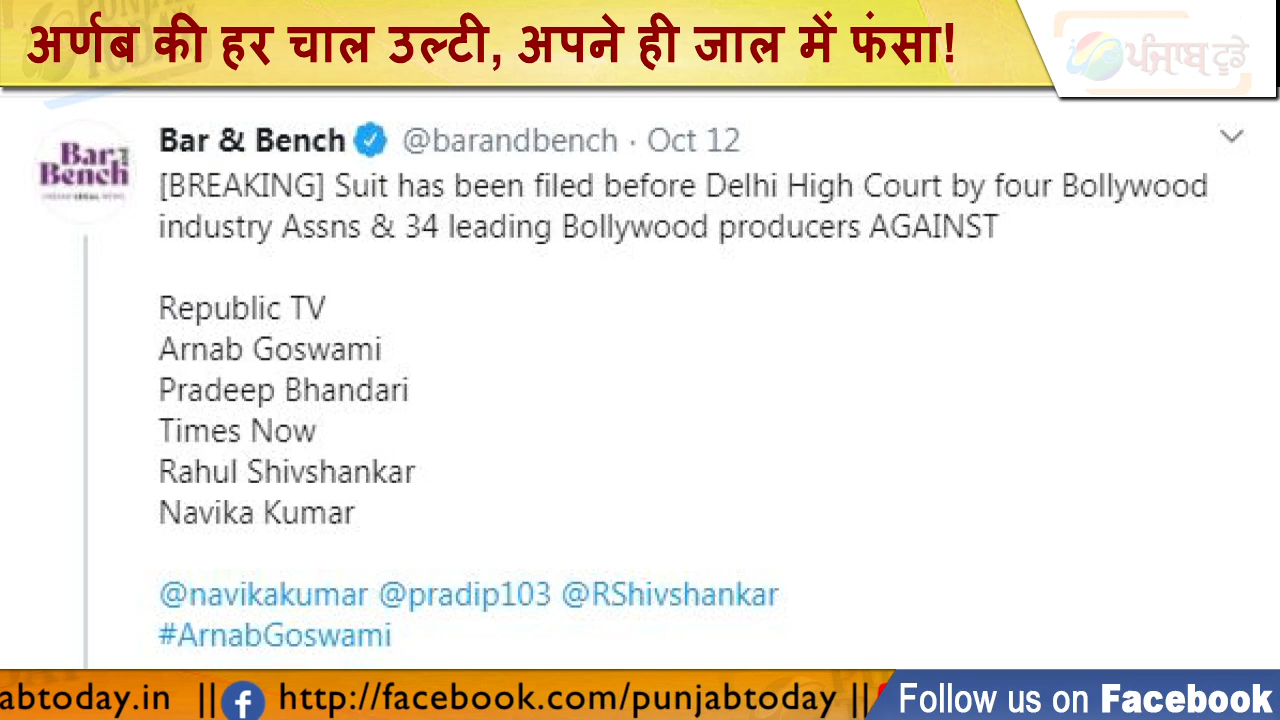 अर्णब की हर चाल उल्टी, अपने ही जाल में फंसा!
ਪੰਜਾਬ ਟੂਡੇ
Bar & Bench @barandbench · Oct 12
Bar &
Bench
[BREAKING] Suit has been filed before Delhi High Court by four Bollywood
industry Assns & 34 leading Bollywood producers AGAINST
Republic TV
Arnab Goswami
Pradeep Bhandari
Times Now
Rahul Shivshankar
Navika Kumar
@navikakumar @pradip103 @RShivshankar
#ArnabGoswami
abtoday.in || f http://facebook.com/punjabtoday ||
Follow us on Facebook